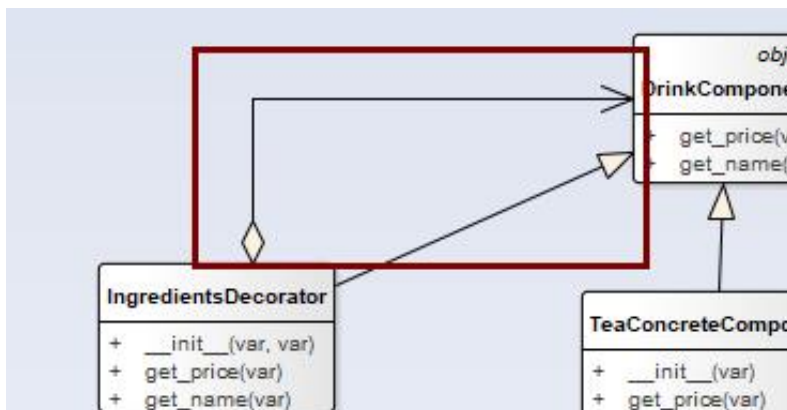 obj
DrinkCompone
+ get_price(v
+ get_name(
IngredientsDecorator
+ __init__(var, var)
+ get_price(var)
+ get_name(var)
TeaConcreteCompo
+ __init__(var)
+ get_price(var)